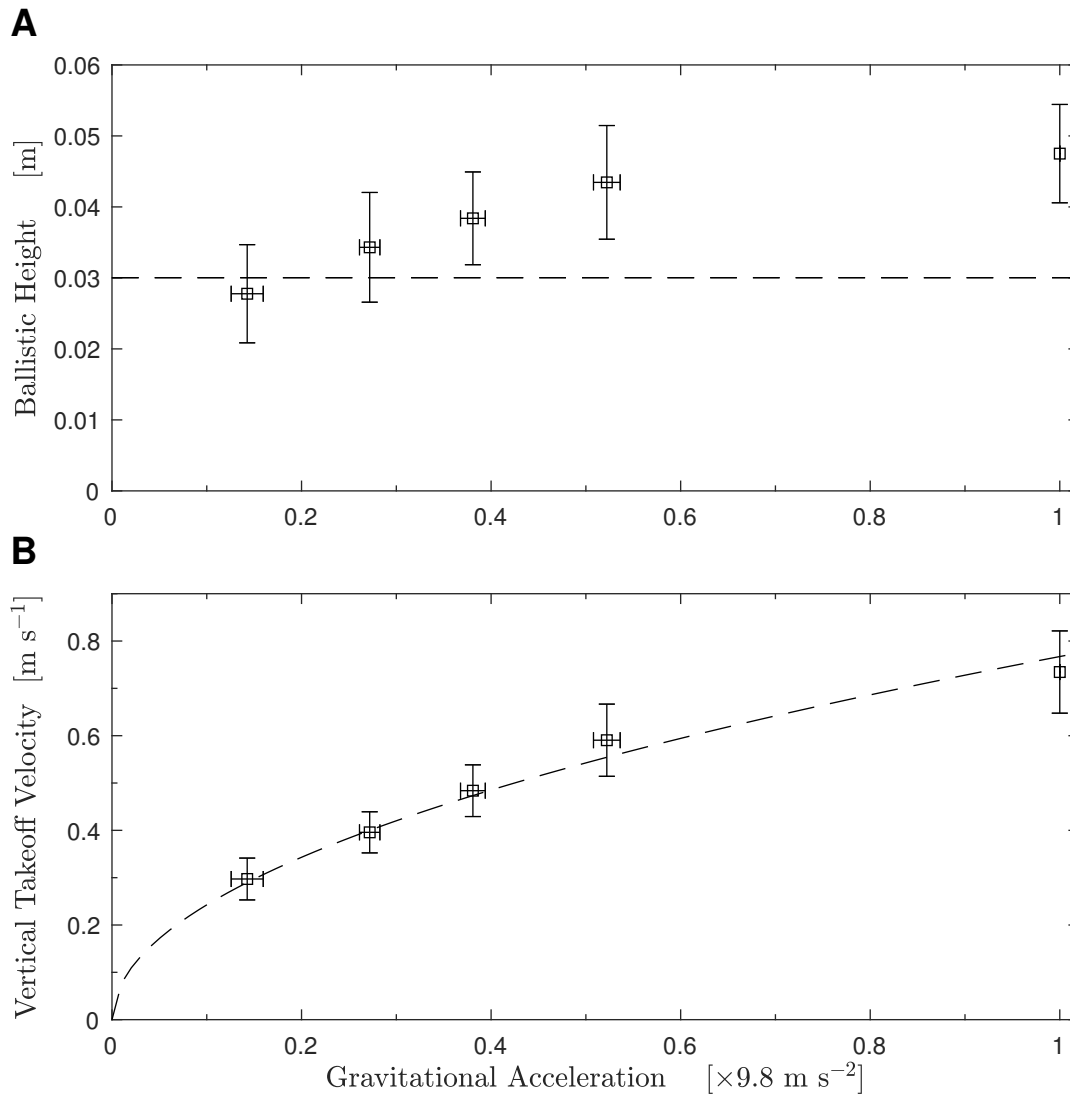 A
Ballistic Height [m]
0.06
0.05
0.04
0.03
0.02
0.01
0
0 0.2 0.4 0.6 0.8 1
B
Vertical Takeoff Velocity [m s⁻¹]
0.8
0.6
0.4
0.2
0
0 0.2 0.4 0.6 0.8 1
Gravitational Acceleration [×9.8 m s⁻²]